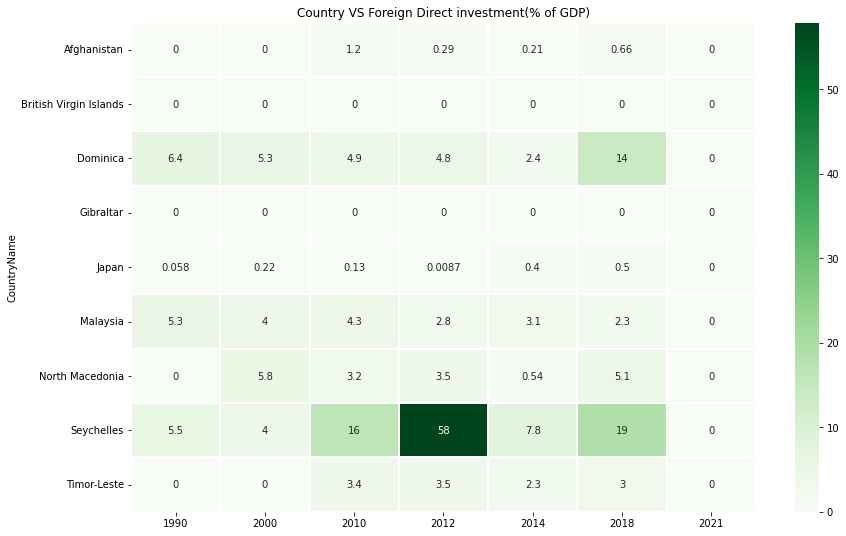 Country VS Foreign Direct investment(% of GDP)
CountryName
Afghanistan 0 0 1.2 0.29 0.21 0.66 0
British Virgin Islands 0 0 0 0 0 0 0
Dominica 6.4 5.3 4.9 4.8 2.4 14 0
Gibraltar 0 0 0 0 0 0 0
Japan 0.058 0.22 0.13 0.0087 0.4 0.5 0
Malaysia 5.3 4 4.3 2.8 3.1 2.3 0
North Macedonia 0 5.8 3.2 3.5 0.54 5.1 0
Seychelles 5.5 4 16 58 7.8 19 0
Timor-Leste 0 0 3.4 3.5 2.3 3 0
1990 2000 2010 2012 2014 2018 2021
50
40
30
20
10
0